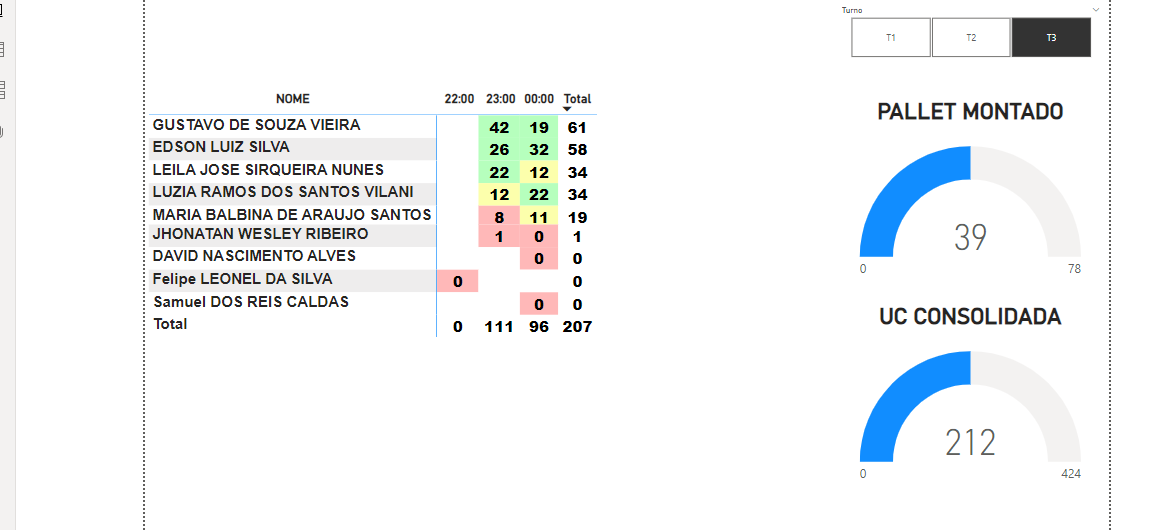 Turno
T1 T2 T3
NOME 22:00 23:00 00:00 Total
GUSTAVO DE SOUZA VIEIRA 42 19 61
EDSON LUIZ SILVA 26 32 58
LEILA JOSE SIRQUEIRA NUNES 22 12 34
LUZIA RAMOS DOS SANTOS VILANI 12 22 34
MARIA BALBINA DE ARAUJO SANTOS 8 11 19
JHONATAN WESLEY RIBEIRO 1 0 1
DAVID NASCIMENTO ALVES 0 0
Felipe LEONEL DA SILVA 0 0
Samuel DOS REIS CALDAS 0 0
Total 0 111 96 207
PALLET MONTADO
39
0 78
UC CONSOLIDADA
212
0 424